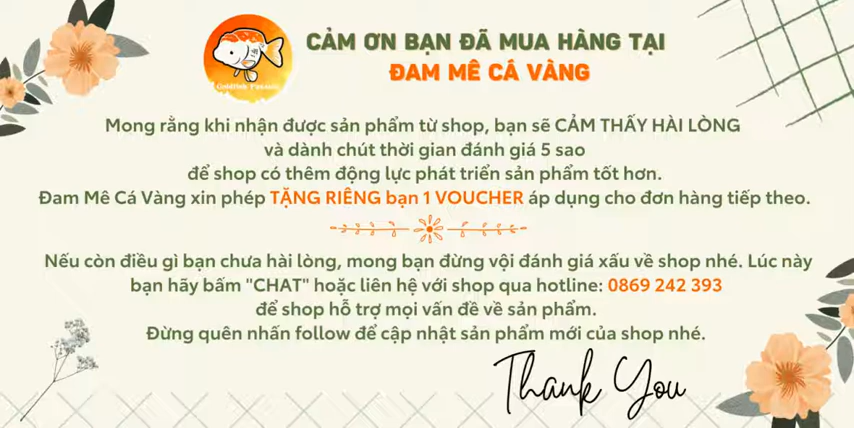 CẢM ƠN BẠN ĐÃ MUA HÀNG TẠI
ĐAM MÊ CÁ VÀNG
Goldfish Passion
Mong rằng khi nhận được sản phẩm từ shop, bạn sẽ CẢM THẤY HÀI LÒNG
và dành chút thời gian đánh giá 5 sao
để shop có thêm động lực phát triển sản phẩm tốt hơn.
Đam Mê Cá Vàng xin phép TẶNG RIÊNG bạn 1 VOUCHER áp dụng cho đơn hàng tiếp theo.
Nếu còn điều gì bạn chưa hài lòng, mong bạn đừng vội đánh giá xấu về shop nhé. Lúc này
bạn hãy bấm "CHAT" hoặc liên hệ với shop qua hotline: 0869 242 393
để shop hỗ trợ mọi vấn đề về sản phẩm.
Đừng quên nhấn follow để cập nhật sản phẩm mới của shop nhé.
Thank You